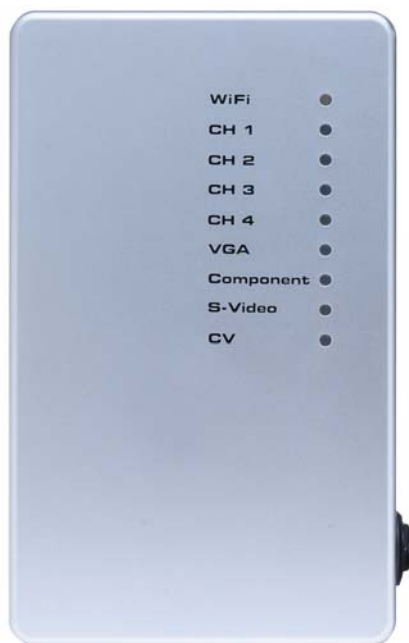 WiFi
CH 1
CH 2
CH 3
CH 4
VGA
Component
S-Video
CV